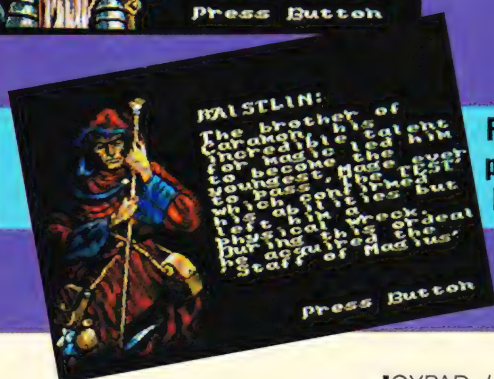 Press Button
RAISTLIN:
The brother of
Caramon, his
incredible talent
for magic led him
to become the
youngest Mage ever
to pass the TEST,
which confirmed
his abilities but
left him a
physical wreck.
During this ordeal
he acquired the
'Staff of Magius'
Press Button